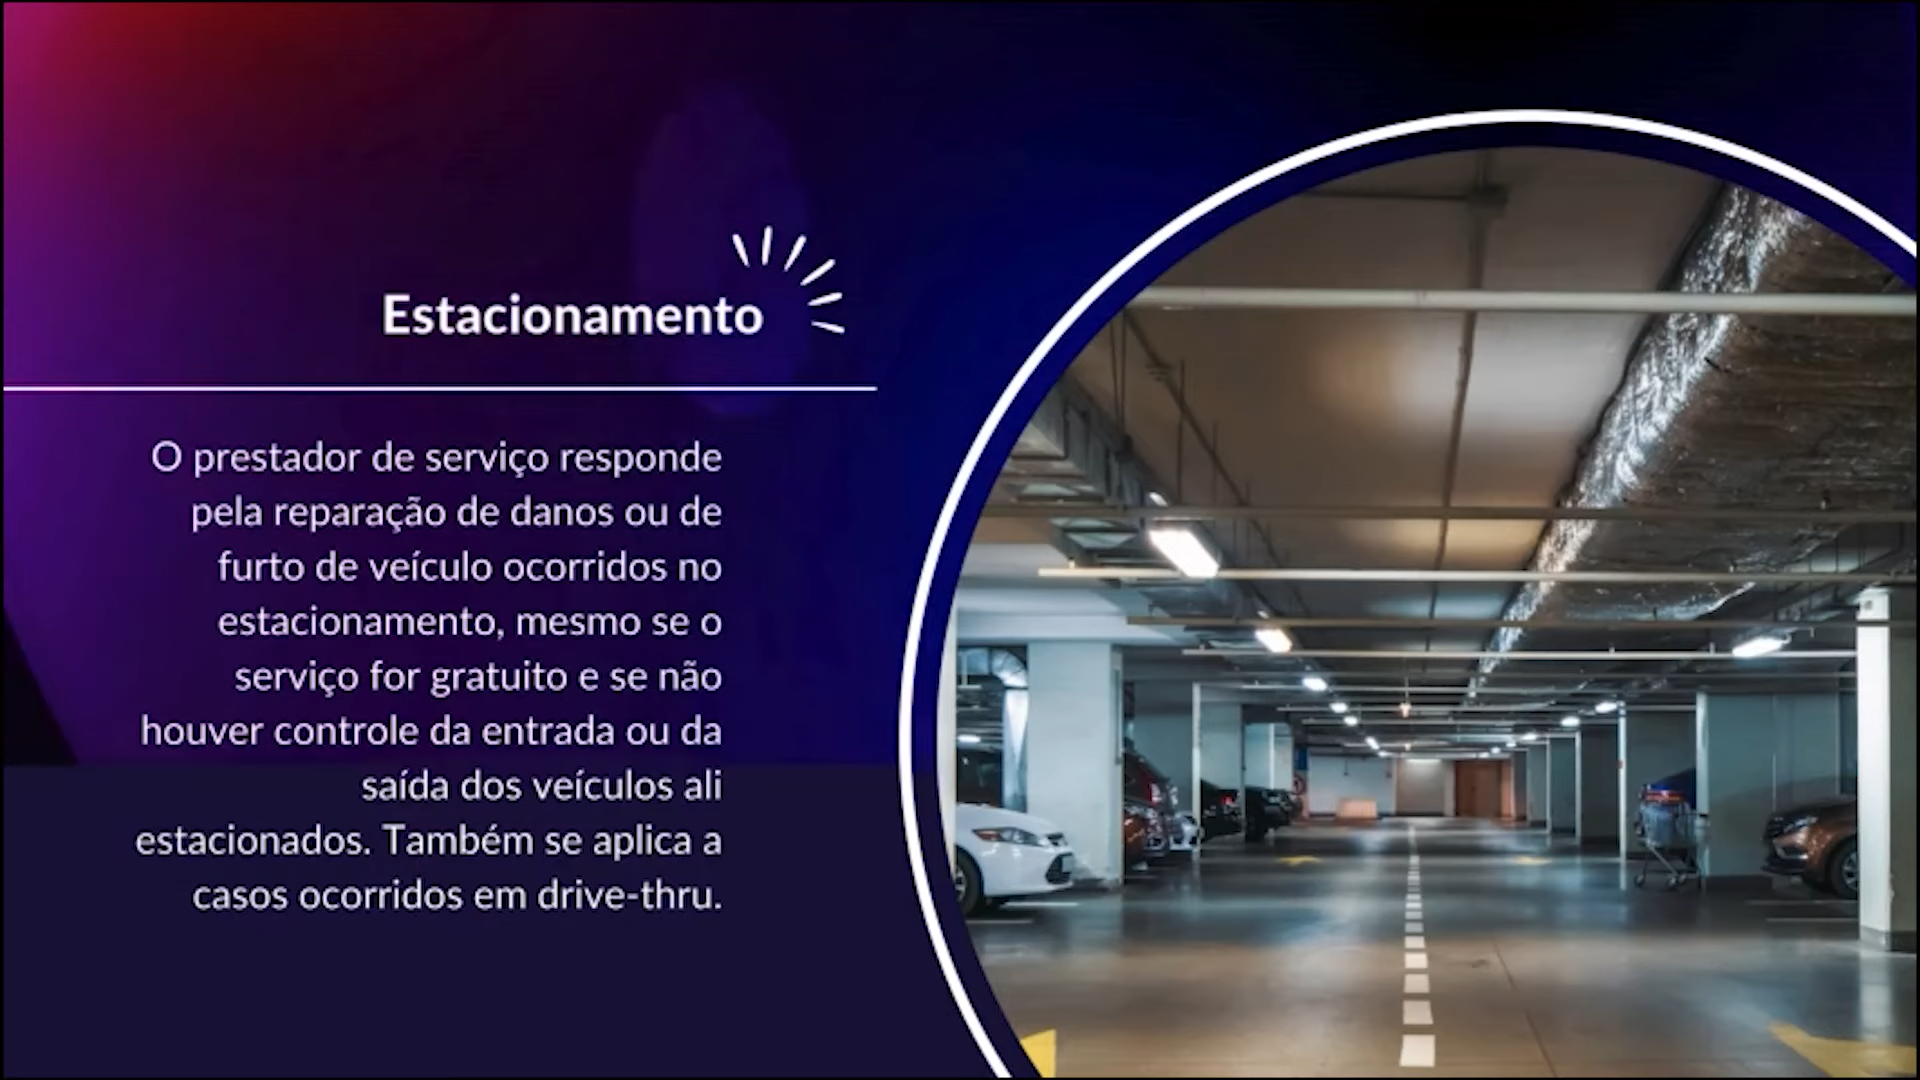 Estacionamento
O prestador de serviço responde
pela reparação de danos ou de
furto de veículo ocorridos no
estacionamento, mesmo se o
serviço for gratuito e se não
houver controle da entrada ou da
saída dos veículos ali
estacionados. Também se aplica a
casos ocorridos em drive-thru.